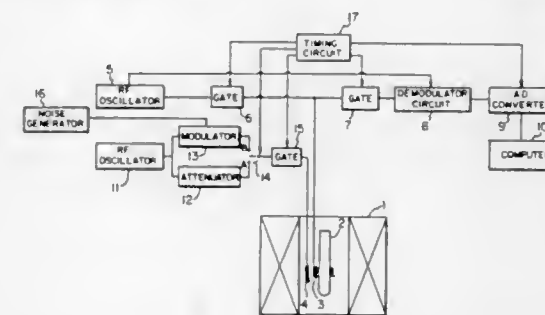 17
TIMING
CIRCUIT
5
RF
OSCILLATOR
GATE
6
GATE
7
DEMODULATOR
CIRCUIT
8
A-D
CONVERTER
9
16
NOISE
GENERATOR
MODULATOR
13
15
GATE
14
COMPUTE
10
RF
OSCILLATOR
11
ATTENUATOR
12
1
2
4
3